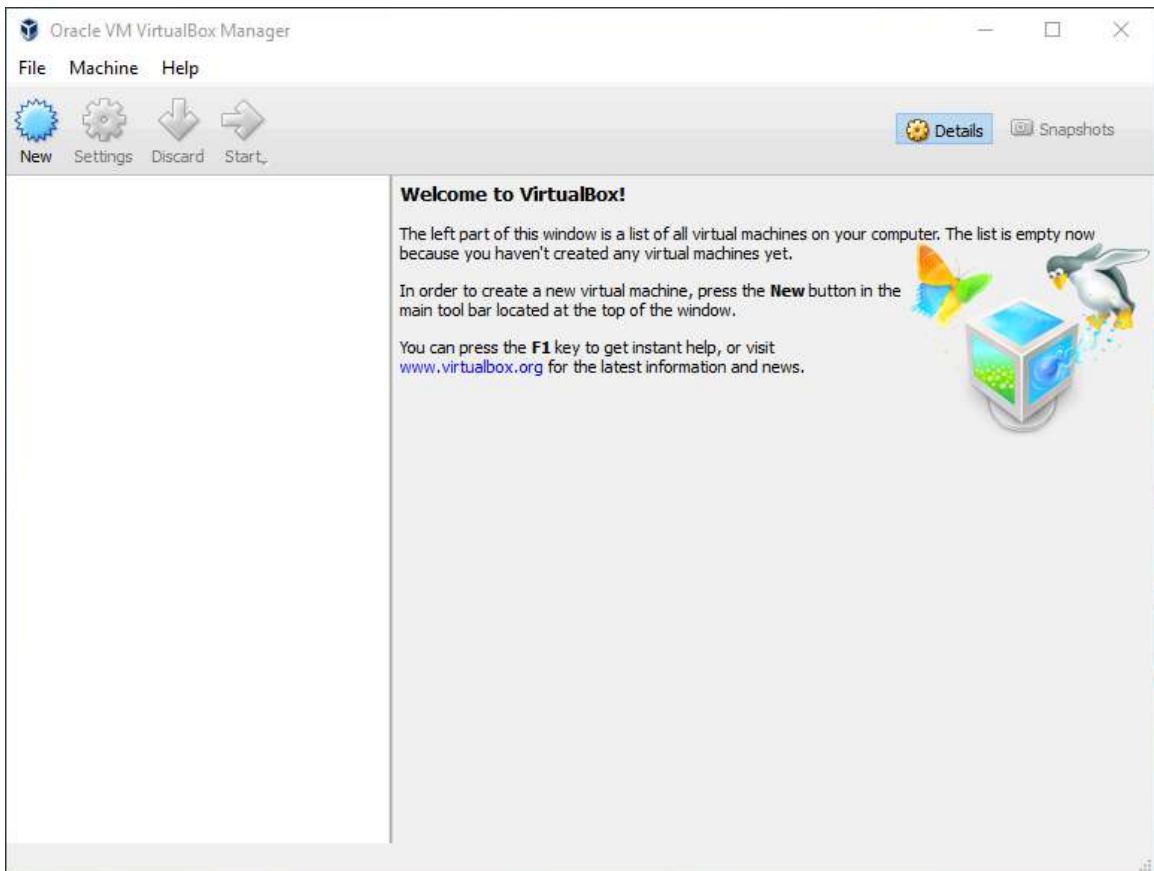 Oracle VM VirtualBox Manager
File Machine Help
New Settings Discard Start
Details Snapshots
Welcome to VirtualBox!
The left part of this window is a list of all virtual machines on your computer. The list is empty now
because you haven't created any virtual machines yet.
In order to create a new virtual machine, press the New button in the
main tool bar located at the top of the window.
You can press the F1 key to get instant help, or visit
www.virtualbox.org for the latest information and news.